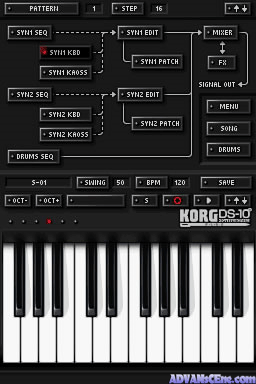 PATTERN 1 STEP 16
SYN1 SEQ SYN1 EDIT MIXER
SYN1 KBD
SYN1 PATCH FX
SYN1 KAOSS
SIGNAL OUT
SYN2 SEQ SYN2 EDIT
MENU
SYN2 KBD
SYN2 PATCH
SONG
SYN2 KAOSS
DRUMS SEQ DRUMS
S-01 SWING 50 BPM 120 SAVE
OCT- OCT+ S
KORG DS-10
SYNTHESIZER
ADVANsCEne.com